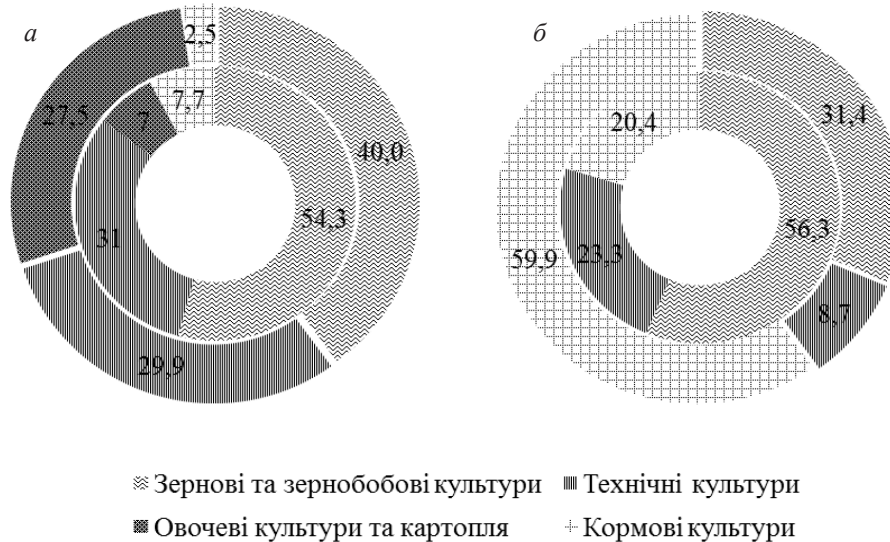 а
2,5
27,5
7,7
7
40,0
54,3
31
29,9
б
31,4
20,4
56,3
23,3
59,9
8,7
Зернові та зернобобові культури
Технічні культури
Овочеві культури та картопля
Кормові культури